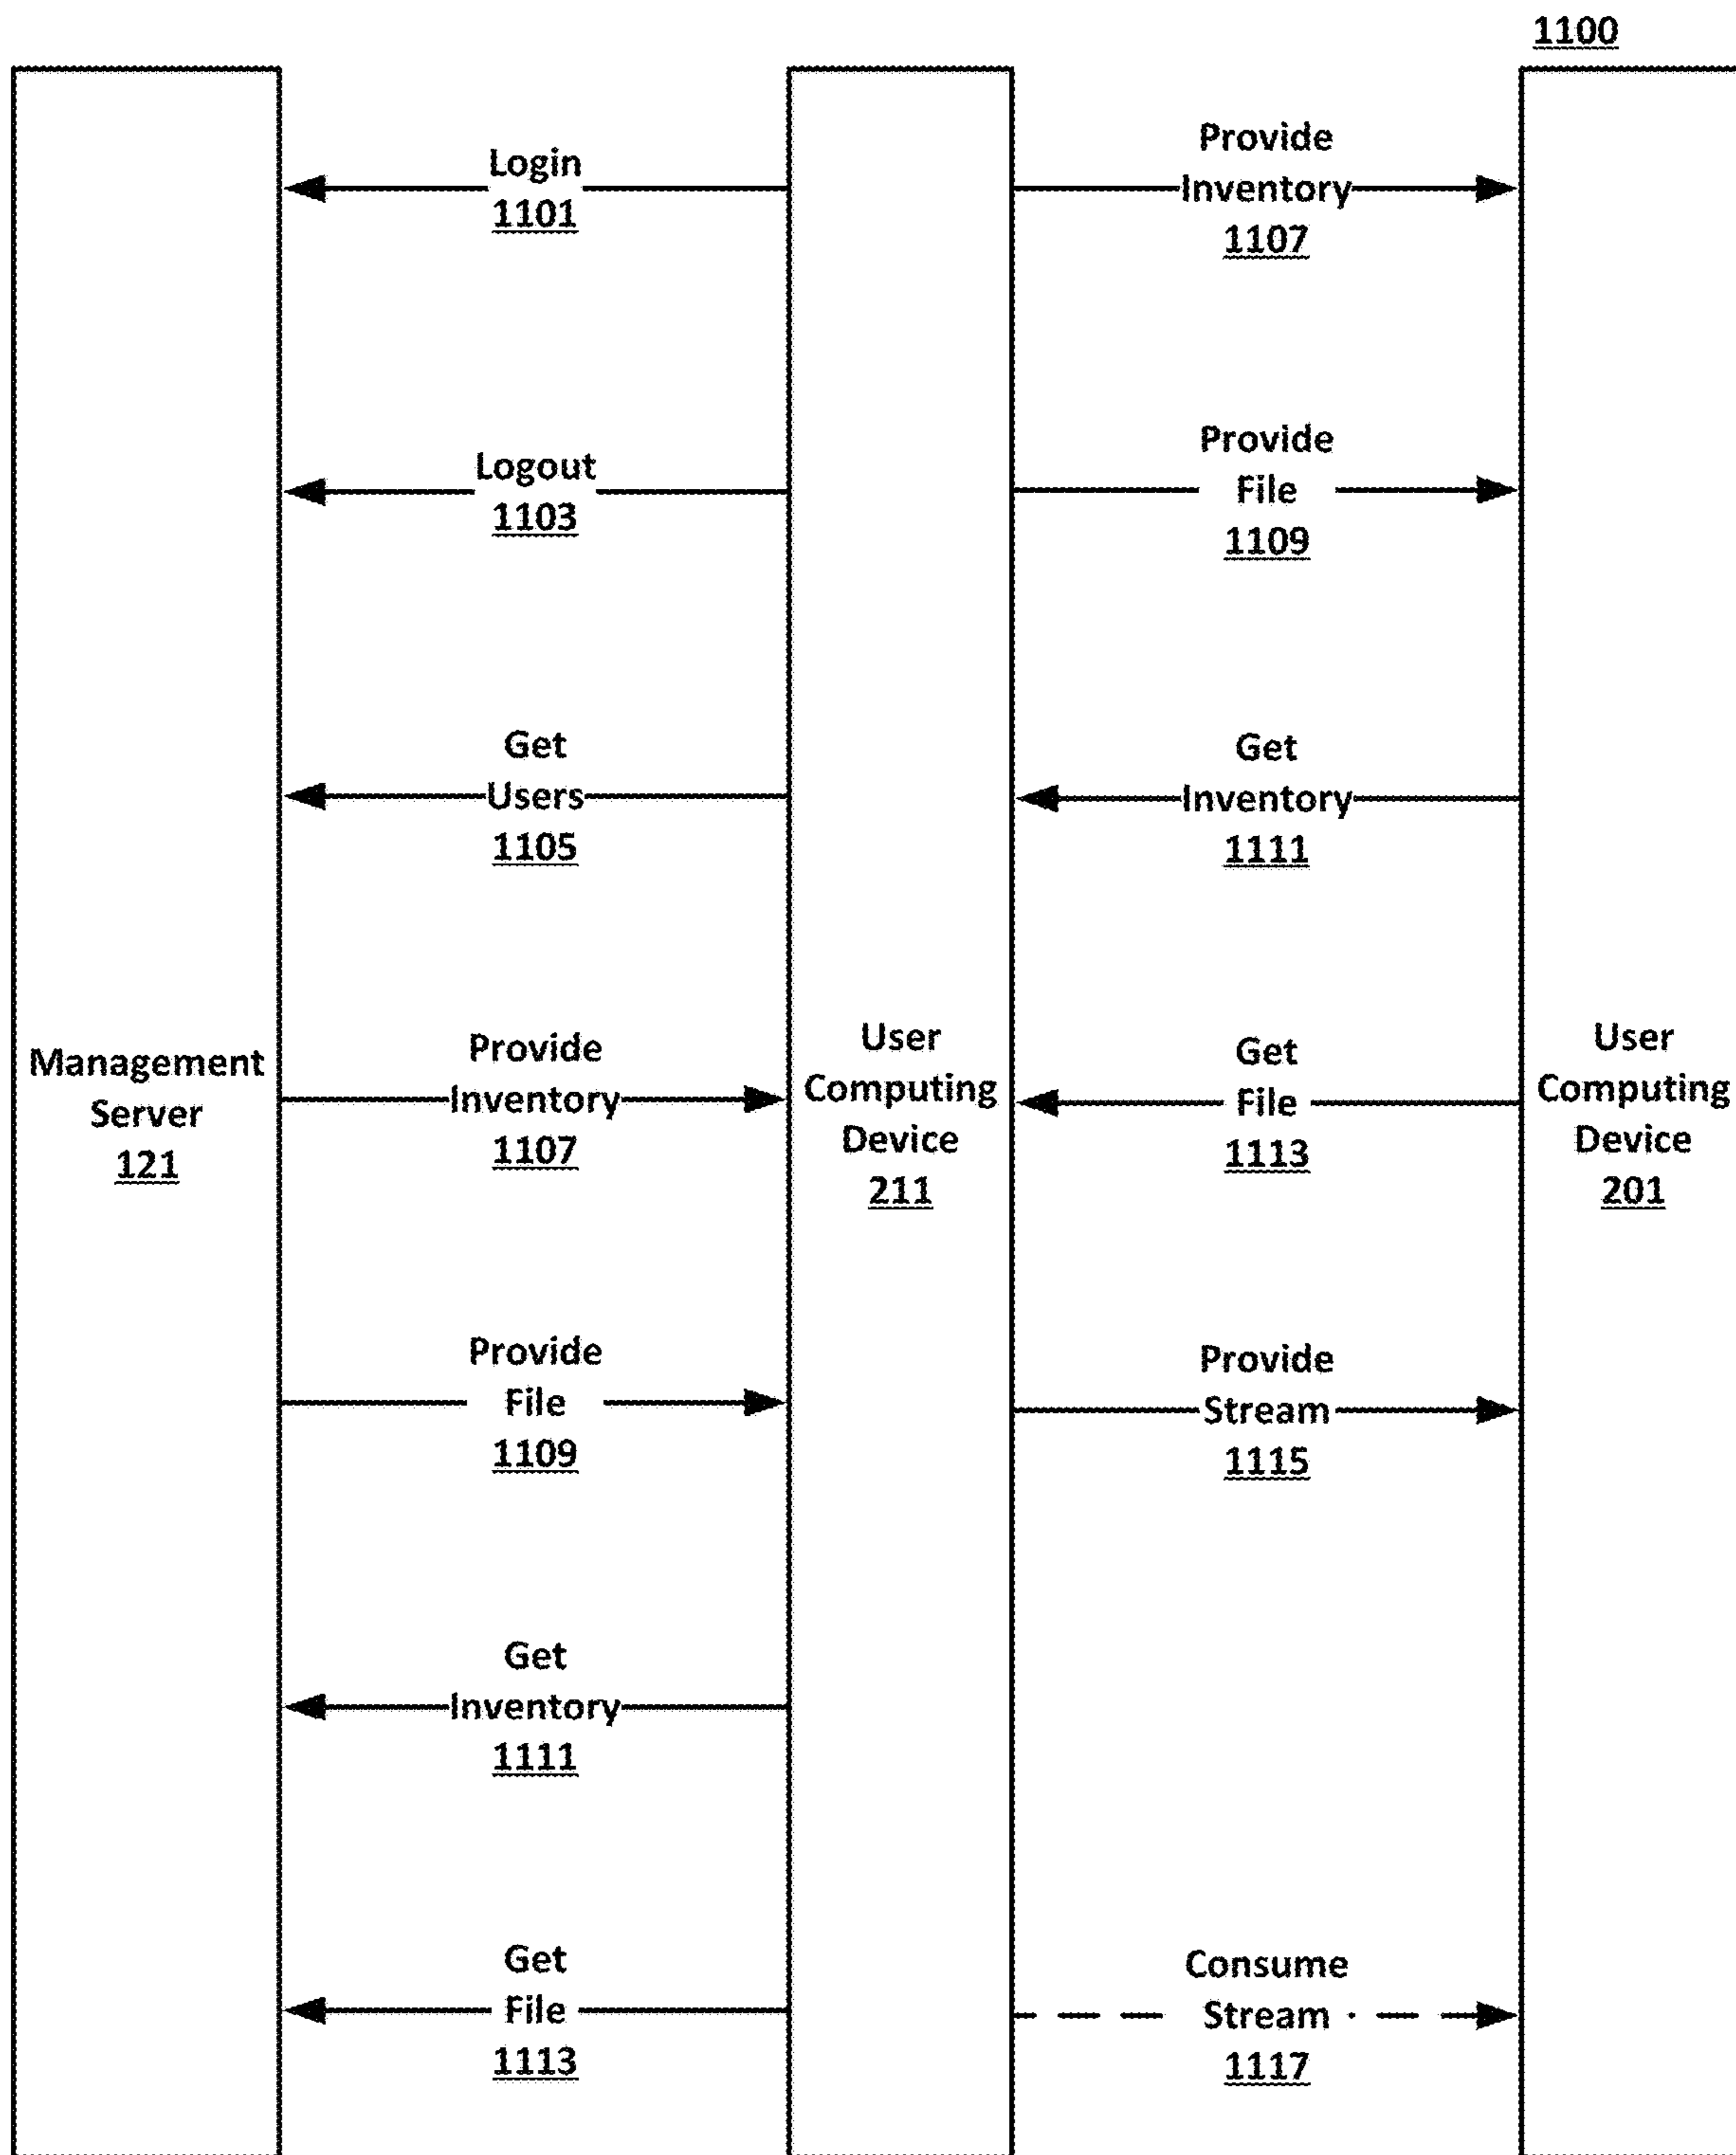 1100
Login
1101
Provide
Inventory
1107
Logout
1103
Provide
File
1109
Get
Users
1105
Get
Inventory
1111
Management
Server
121
Provide
Inventory
1107
User
Computing
Device
211
Get
File
1113
User
Computing
Device
201
Provide
File
1109
Provide
Stream
1115
Get
Inventory
1111
Get
File
1113
Consume
Stream
1117